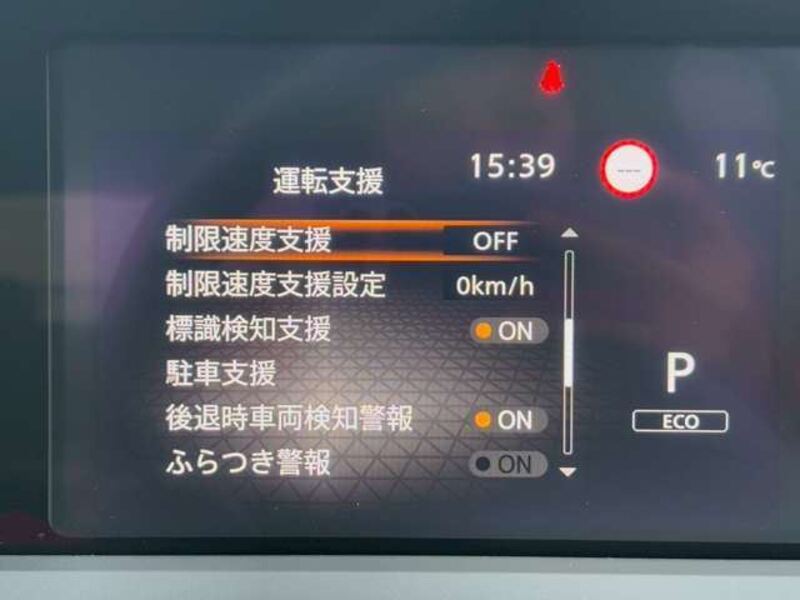 運転支援 15:39 --- 11℃
制限速度支援 OFF
制限速度支援設定 0km/h
標識検知支援 ON
駐車支援
P
後退時車両検知警報 ON
ECO
ふらつき警報 ON